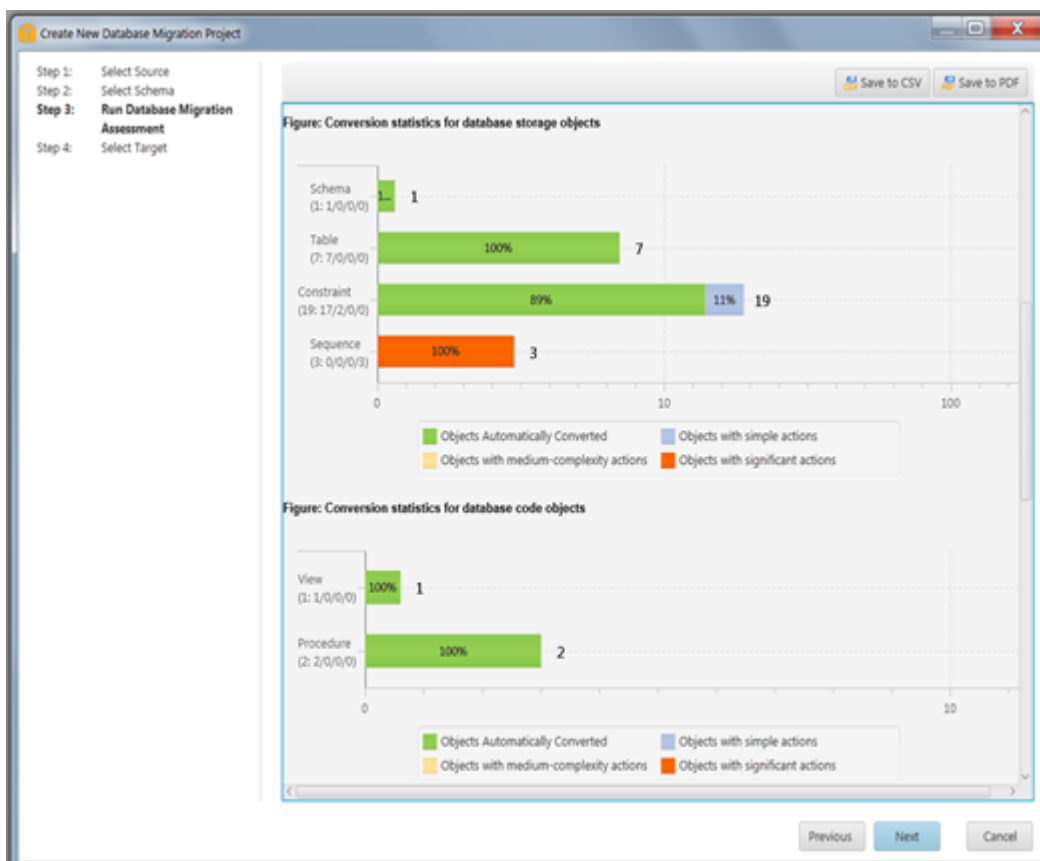 Create New Database Migration Project
Step 1: Select Source
Step 2: Select Schema
Step 3: Run Database Migration
Assessment
Step 4: Select Target
Save to CSV Save to PDF
Figure: Conversion statistics for database storage objects
Schema
(1: 1/0/0/0)
1... 1
Table
(7: 7/0/0/0)
100% 7
Constraint
(19: 17/2/0/0)
89% 11% 19
Sequence
(3: 0/0/0/3)
100% 3
0 10 100
Objects Automatically Converted Objects with simple actions
Objects with medium-complexity actions Objects with significant actions
Figure: Conversion statistics for database code objects
View
(1: 1/0/0/0)
100% 1
Procedure
(2: 2/0/0/0)
100% 2
0 10
Objects Automatically Converted Objects with simple actions
Objects with medium-complexity actions Objects with significant actions
Previous Next Cancel